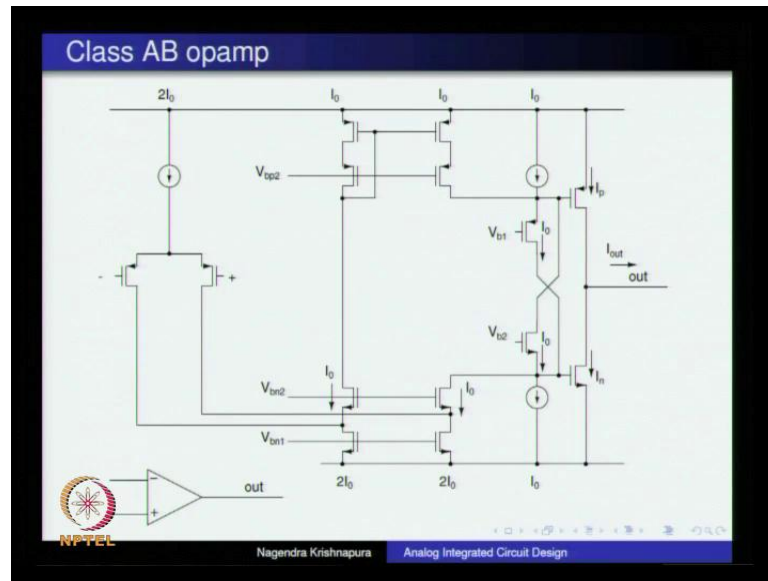 Class AB opamp
2I₀ I₀ I₀ I₀
Vbp2
Iₚ
Vb1 I₀
Iout
- + out
Vb2 I₀
Vbn2 I₀ I₀
Iₙ
Vbn1
2I₀ 2I₀ I₀
−
+ out
NPTEL
Nagendra Krishnapura Analog Integrated Circuit Design